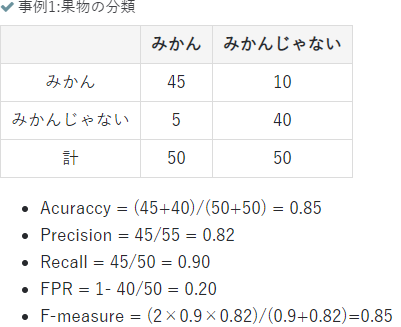 事例1:果物の分類
みかん みかんじゃない
みかん 45 10
みかんじゃない 5 40
計 50 50
Acuraccy = (45+40)/(50+50) = 0.85
Precision = 45/55 = 0.82
Recall = 45/50 = 0.90
FPR = 1- 40/50 = 0.20
F-measure = (2×0.9×0.82)/(0.9+0.82)=0.85